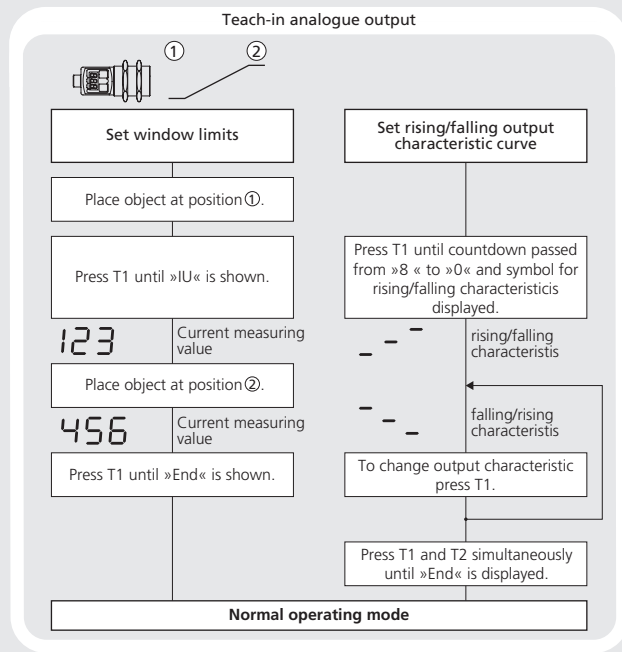 Teach-in analogue output
① ②
Set window limits
Place object at position①.
Press T1 until »IU« is shown.
123
Current measuring
value
Place object at position②.
456
Current measuring
value
Press T1 until »End« is shown.
Set rising/falling output
characteristic curve
Press T1 until countdown passed
from »8 « to »0« and symbol for
rising/falling characteristicis
displayed.
rising/falling
characteristis
falling/rising
characteristis
To change output characteristic
press T1.
Press T1 and T2 simultaneously
until »End« is displayed.
Normal operating mode